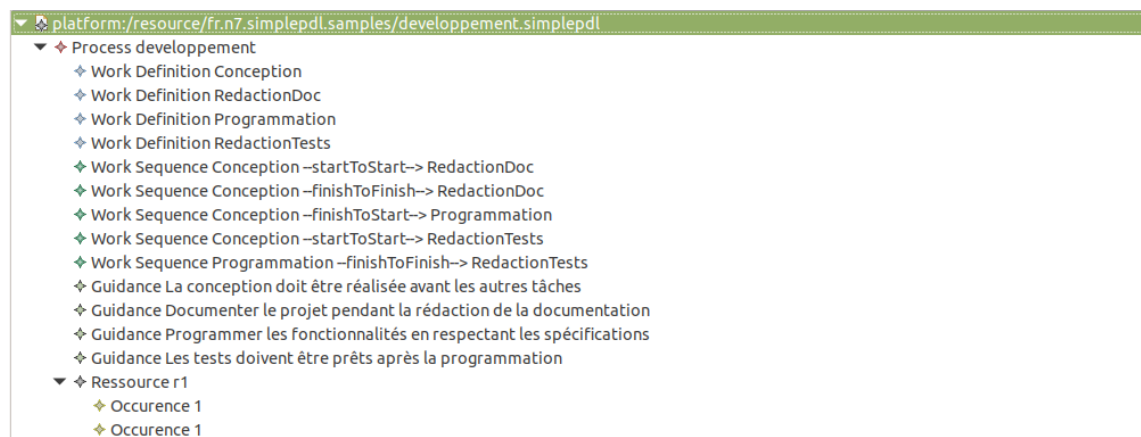 platform:/resource/fr.n7.simplepdl.samples/developpement.simplepdl
Process developpement
Work Definition Conception
Work Definition RedactionDoc
Work Definition Programmation
Work Definition RedactionTests
Work Sequence Conception --startToStart--> RedactionDoc
Work Sequence Conception --finishToFinish--> RedactionDoc
Work Sequence Conception --finishToStart--> Programmation
Work Sequence Conception --startToStart--> RedactionTests
Work Sequence Programmation --finishToFinish--> RedactionTests
Guidance La conception doit être réalisée avant les autres tâches
Guidance Documenter le projet pendant la rédaction de la documentation
Guidance Programmer les fonctionnalités en respectant les spécifications
Guidance Les tests doivent être prêts après la programmation
Ressource r1
Occurence 1
Occurence 1